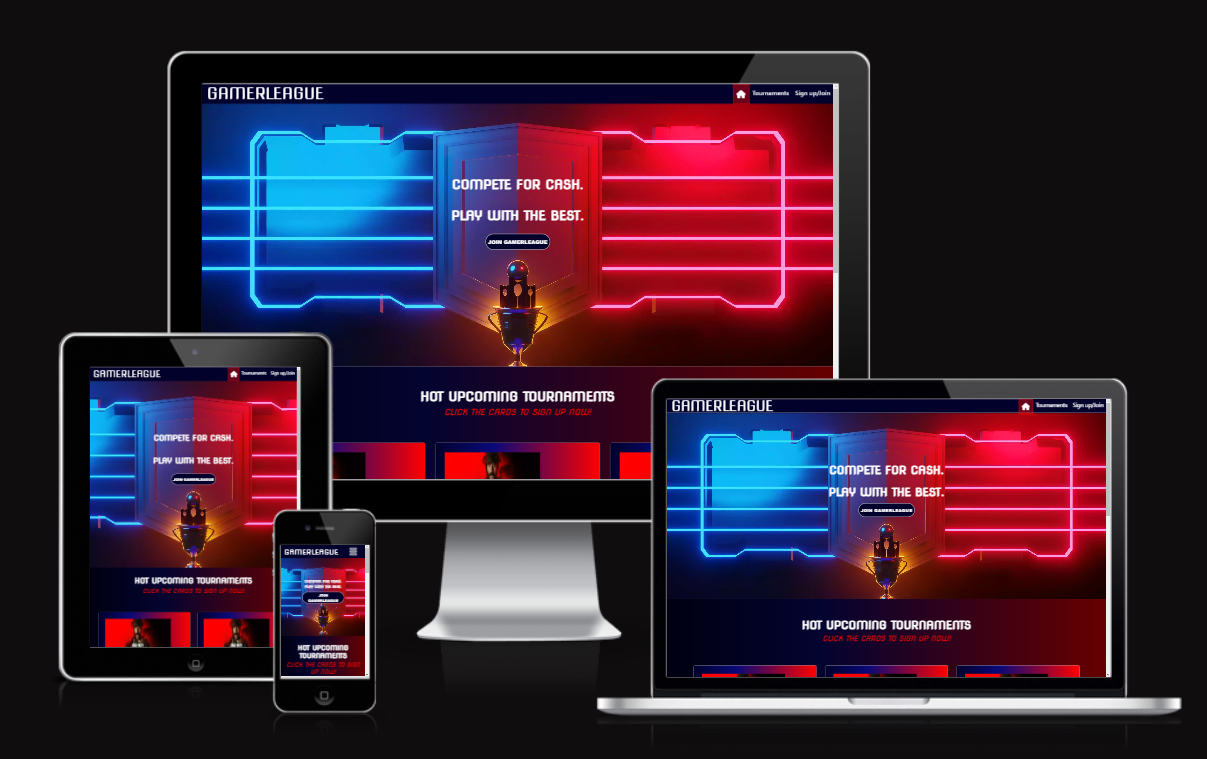 GAMERLEAGUE
Tournaments Sign up/Join
COMPETE FOR CASH.
PLAY WITH THE BEST.
JOIN GAMERLEAGUE
HOT UPCOMING TOURNAMENTS
CLICK THE CARDS TO SIGN UP NOW!
GAMERLEAGUE
Tournaments Sign up/Join
COMPETE FOR CASH.
PLAY WITH THE BEST.
JOIN GAMERLEAGUE
HOT UPCOMING TOURNAMENTS
CLICK THE CARDS TO SIGN UP NOW!
GAMERLEAGUE
COMPETE FOR CASH.
PLAY WITH THE BEST.
JOIN
GAMERLEAGUE
HOT UPCOMING
TOURNAMENTS
CLICK THE CARDS TO SIGN
UP NOW!
GAMERLEAGUE
Tournaments Sign up/Join
COMPETE FOR CASH.
PLAY WITH THE BEST.
JOIN GAMERLEAGUE
HOT UPCOMING TOURNAMENTS
CLICK THE CARDS TO SIGN UP NOW!